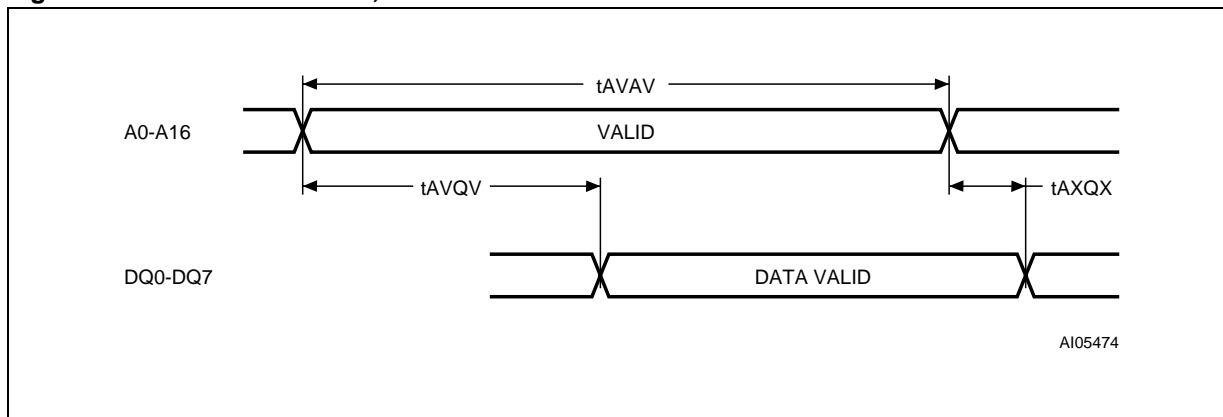 tAVAV
A0-A16
VALID
tAVQV
tAXQX
DQ0-DQ7
DATA VALID
AI05474